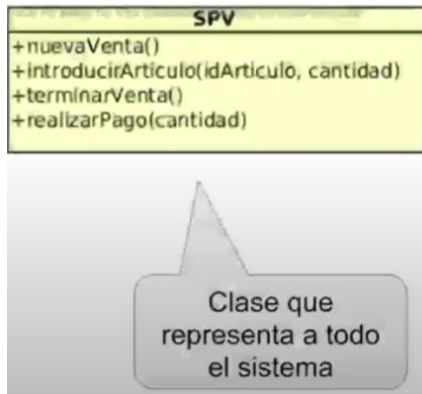 SPV
+nuevaVenta()
+introducirArticulo(idArticulo, cantidad)
+terminarVenta()
+realizarPago(cantidad)
Clase que
representa a todo
el sistema